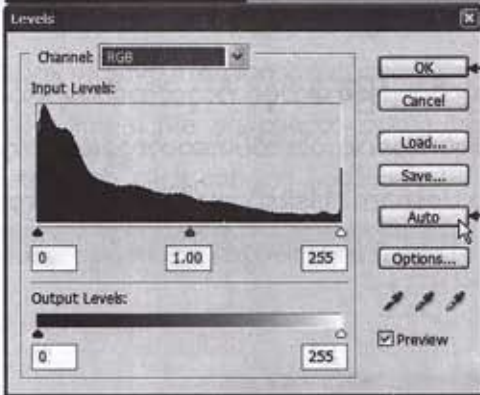 Levels
Channel: RGB
Input Levels:
0 1.00 255
Output Levels:
0 255
OK
Cancel
Load...
Save...
Auto
Options...
Preview